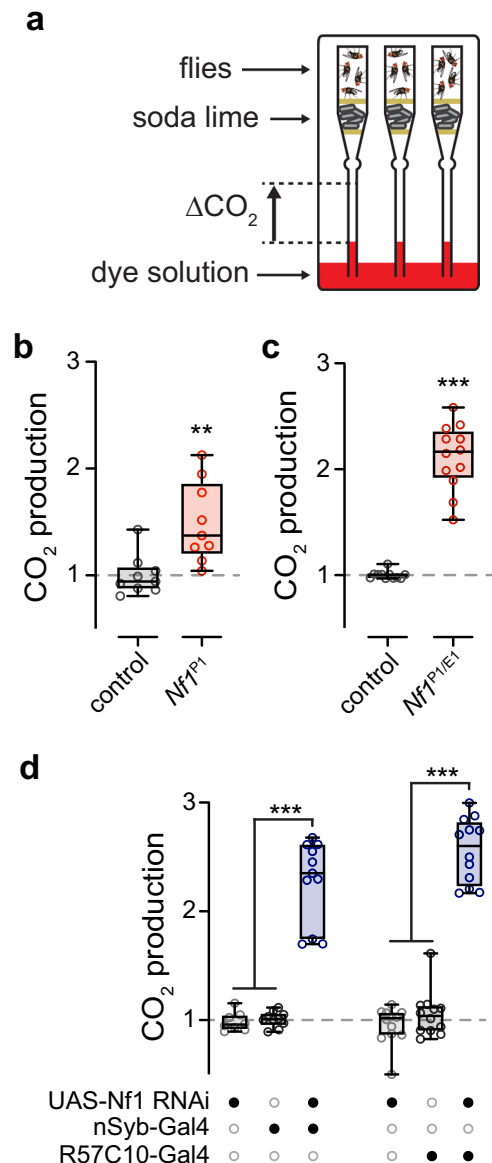 a
flies
soda lime
ΔCO₂
dye solution
b
CO₂ production
3
2
1
**
control
Nf1ᴾ¹
c
CO₂ production
3
2
1
***
control
Nf1ᴾ¹/ᴱ¹
d
CO₂ production
3
2
1
***
***
UAS-Nf1 RNAi
nSyb-Gal4
R57C10-Gal4